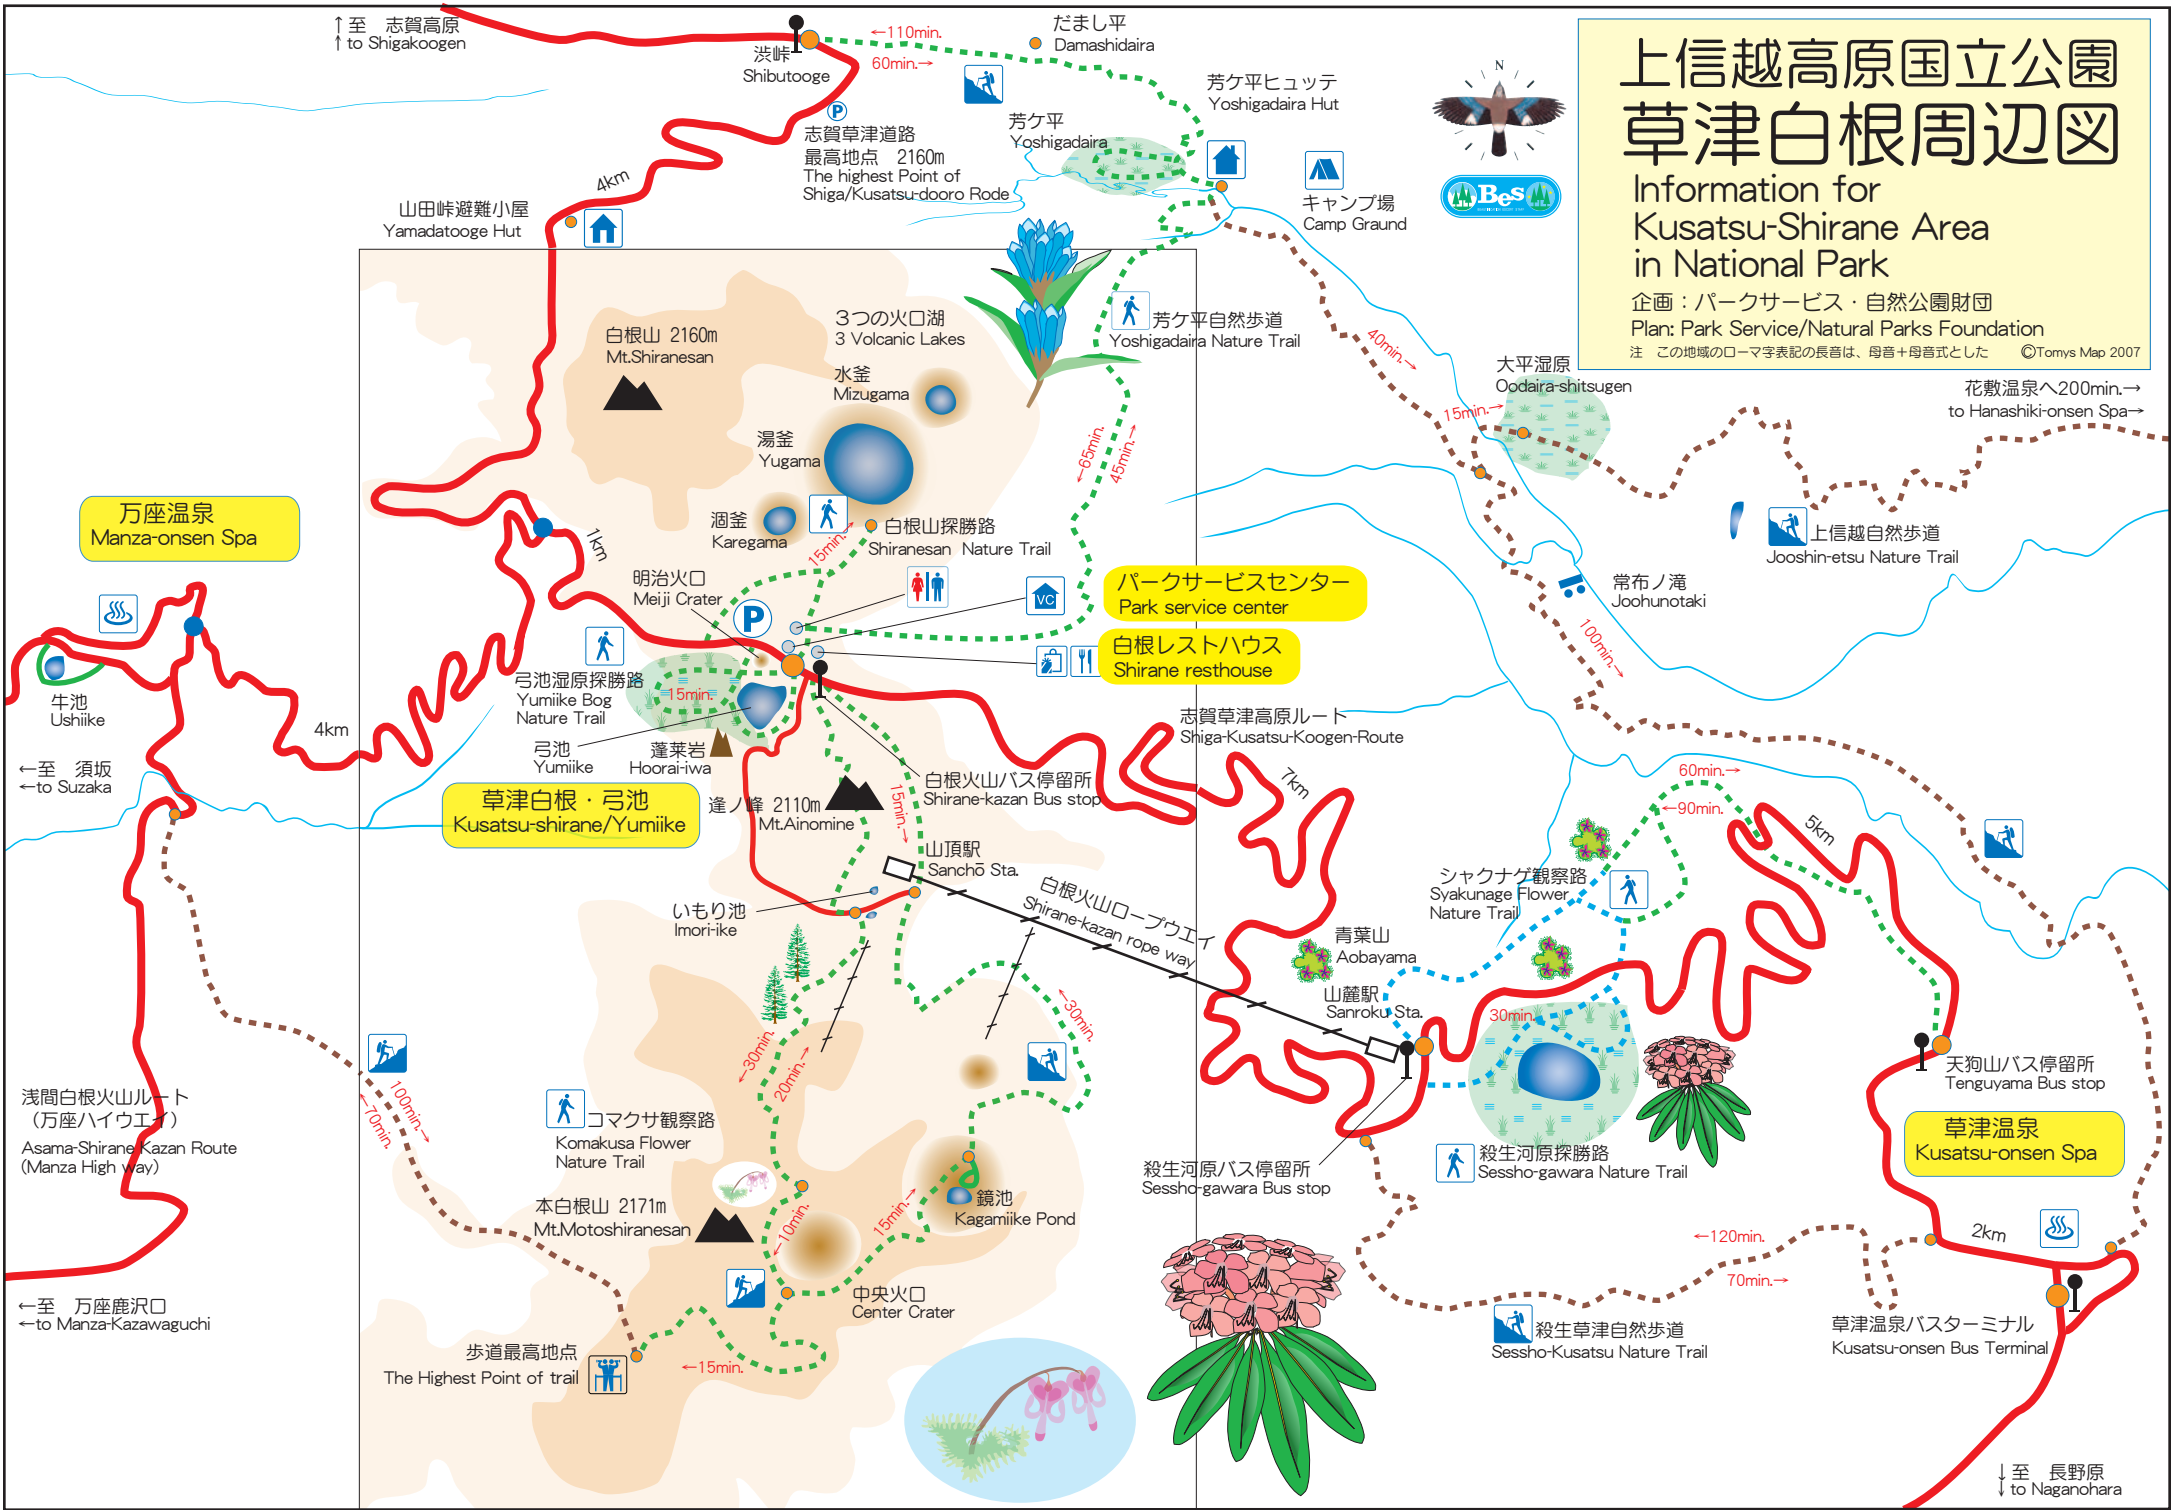 上信越高原国立公園
草津白根周辺図
Information for
Kusatsu-Shirane Area
in National Park
企画：パークサービス・自然公園財団
Plan: Park Service/Natural Parks Foundation
注　この地域のローマ字表記の長音は、母音＋母音式とした　©Tomys Map 2007
N
Bes
↑至　志賀高原
↑to Shigakoogen
渋峠
Shibutooge
←110min.
60min.→
だまし平
Damashidaira
芳ケ平ヒュッテ
Yoshigadaira Hut
芳ケ平
Yoshigadaira
キャンプ場
Camp Graund
P
志賀草津道路
最高地点　2160m
The highest Point of
Shiga/Kusatsu-dooro Rode
4km
山田峠避難小屋
Yamadatooge Hut
白根山 2160m
Mt.Shiranesan
３つの火口湖
3 Volcanic Lakes
水釜
Mizugama
湯釜
Yugama
涸釜
Karegama
芳ケ平自然歩道
Yoshigadaira Nature Trail
40min.→
大平湿原
Oodaira-shitsugen
15min.→
花敷温泉へ200min.→
to Hanashiki-onsen Spa→
←65min.
45min.→
万座温泉
Manza-onsen Spa
1km
15min.→
白根山探勝路
Shiranesan Nature Trail
上信越自然歩道
Jooshin-etsu Nature Trail
常布ノ滝
Joohunotaki
100min.→
明治火口
Meiji Crater
P
VC
パークサービスセンター
Park service center
白根レストハウス
Shirane resthouse
弓池湿原探勝路
Yumiike Bog
Nature Trail
15min.
弓池
Yumiike
蓬莱岩
Hoorai-iwa
牛池
Ushiike
4km
←至　須坂
←to Suzaka
草津白根・弓池
Kusatsu-shirane/Yumiike
逢ノ峰 2110m
Mt.Ainomine
15min.→
白根火山バス停留所
Shirane-kazan Bus stop
志賀草津高原ルート
Shiga-Kusatsu-Koogen-Route
7km
60min.→
←90min.
5km
山頂駅
Sanchō Sta.
いもり池
Imori-ike
白根火山ロープウエイ
Shirane-kazan rope way
シャクナゲ観察路
Syakunage Flower
Nature Trail
青葉山
Aobayama
山麓駅
Sanroku Sta.
30min.
←30min.
20min.→
←30min.
浅間白根火山ルート
（万座ハイウエイ）
Asama-Shirane Kazan Route
(Manza High way)
100min.→
←70min.
コマクサ観察路
Komakusa Flower
Nature Trail
本白根山 2171m
Mt.Motoshiranesan
←10min.
15min.→
鏡池
Kagamiike Pond
殺生河原バス停留所
Sessho-gawara Bus stop
殺生河原探勝路
Sessho-gawara Nature Trail
天狗山バス停留所
Tenguyama Bus stop
草津温泉
Kusatsu-onsen Spa
←120min.
70min.→
2km
←至　万座鹿沢口
←to Manza-Kazawaguchi
中央火口
Center Crater
歩道最高地点
The Highest Point of trail
←15min.
殺生草津自然歩道
Sessho-Kusatsu Nature Trail
草津温泉バスターミナル
Kusatsu-onsen Bus Terminal
↓至　長野原
↓to Naganohara